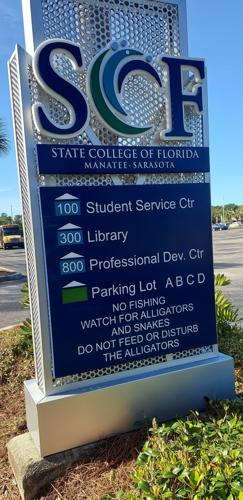 SCF
STATE COLLEGE OF FLORIDA
MANATEE - SARASOTA
100 Student Service Ctr
300 Library
800 Professional Dev. Ctr
Parking Lot A B C D
NO FISHING
WATCH FOR ALLIGATORS
AND SNAKES
DO NOT FEED OR DISTURB
THE ALLIGATORS